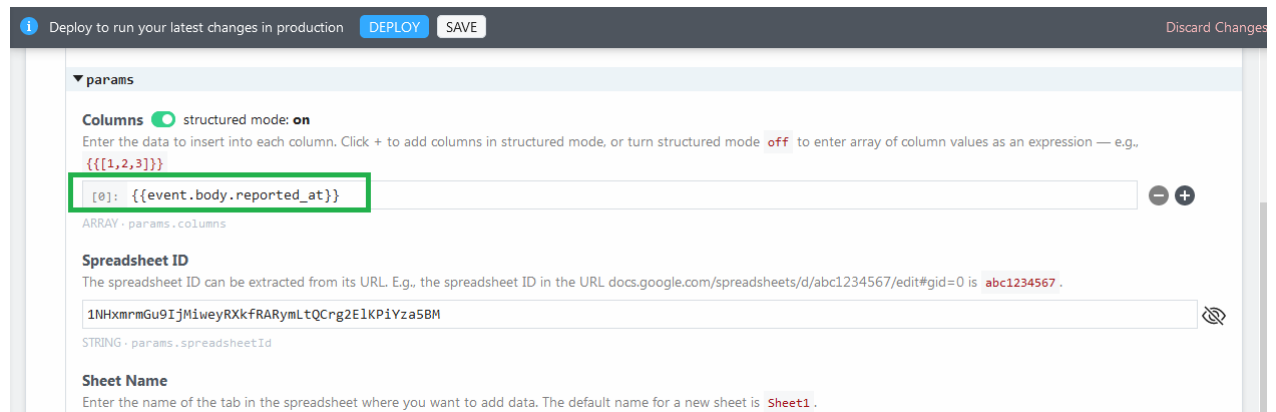 Deploy to run your latest changes in production DEPLOY SAVE Discard Changes
params
Columns structured mode: on
Enter the data to insert into each column. Click + to add columns in structured mode, or turn structured mode off to enter array of column values as an expression — e.g.,
{{[1,2,3]}}
[0]: {{event.body.reported_at}}
ARRAY · params.columns
Spreadsheet ID
The spreadsheet ID can be extracted from its URL. E.g., the spreadsheet ID in the URL docs.google.com/spreadsheets/d/abc1234567/edit#gid=0 is abc1234567.
1NHxmrmGu9IjMiweyRXkfRARymLtQCrg2ElKPiYza5BM
STRING · params.spreadsheetId
Sheet Name
Enter the name of the tab in the spreadsheet where you want to add data. The default name for a new sheet is Sheet1.